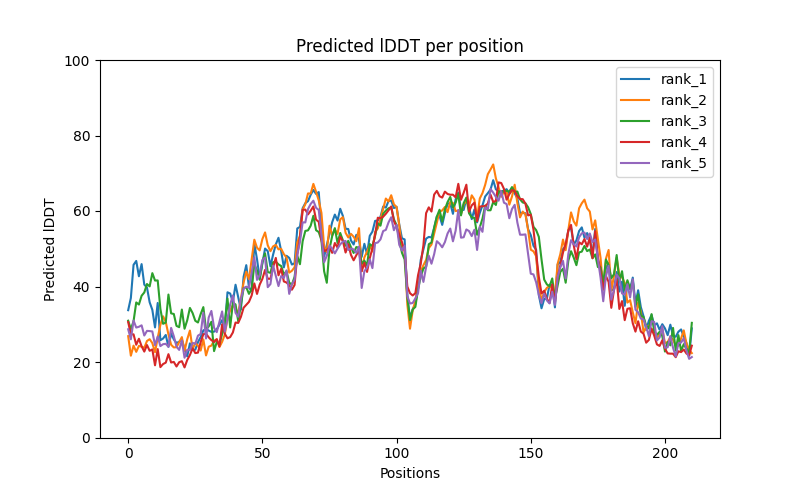 Predicted lDDT per position
Predicted lDDT
100
80
60
40
20
0
rank_1
rank_2
rank_3
rank_4
rank_5
0
50
100
150
200
Positions